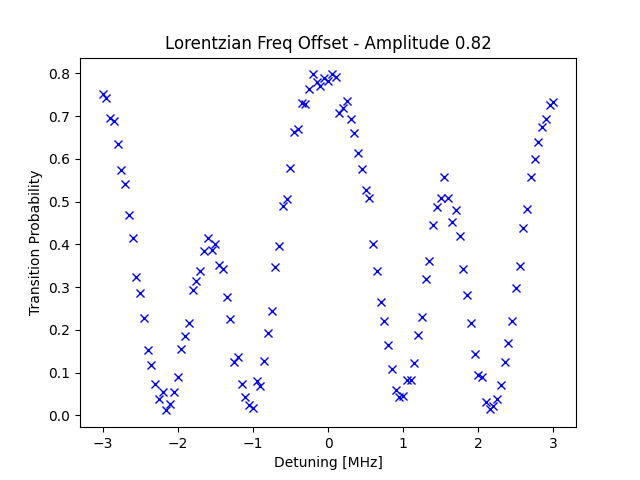 Lorentzian Freq Offset - Amplitude 0.82
Transition Probability
0.8
0.7
0.6
0.5
0.4
0.3
0.2
0.1
0.0
−3 −2 −1 0 1 2 3
Detuning [MHz]